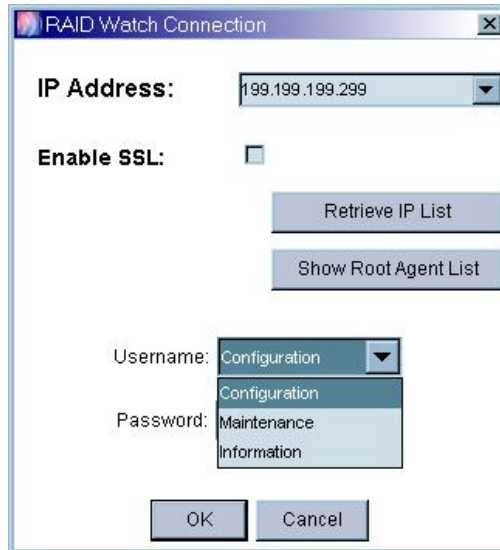 RAID Watch Connection
IP Address: 199.199.199.299
Enable SSL:
Retrieve IP List
Show Root Agent List
Username: Configuration
Configuration
Password: Maintenance
Information
OK Cancel